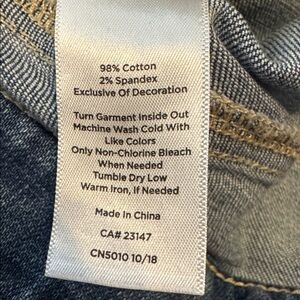 98% Cotton
2% Spandex
Exclusive Of Decoration
Turn Garment Inside Out
Machine Wash Cold With
Like Colors
Only Non-Chlorine Bleach
When Needed
Tumble Dry Low
Warm Iron, If Needed
Made In China
CA# 23147
CN5010 10/18